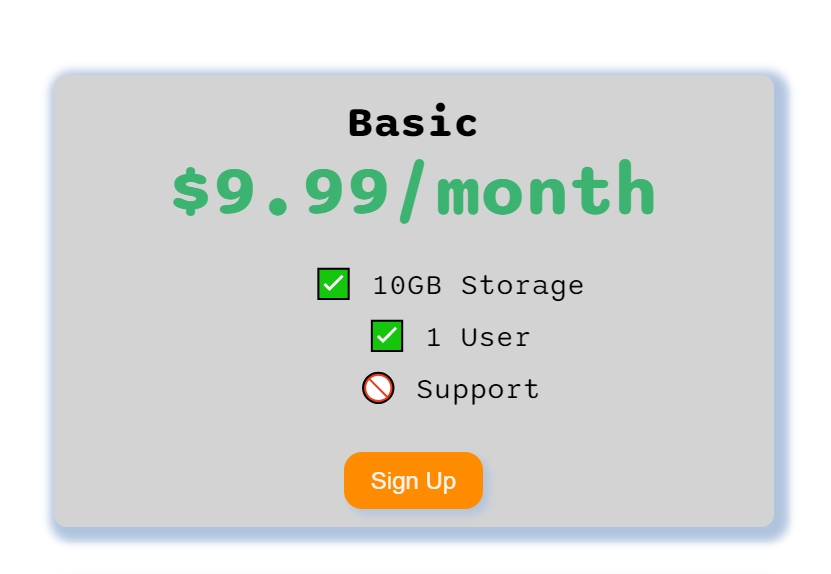 Basic
$9.99/month
✅ 10GB Storage
✅ 1 User
🚫 Support
Sign Up